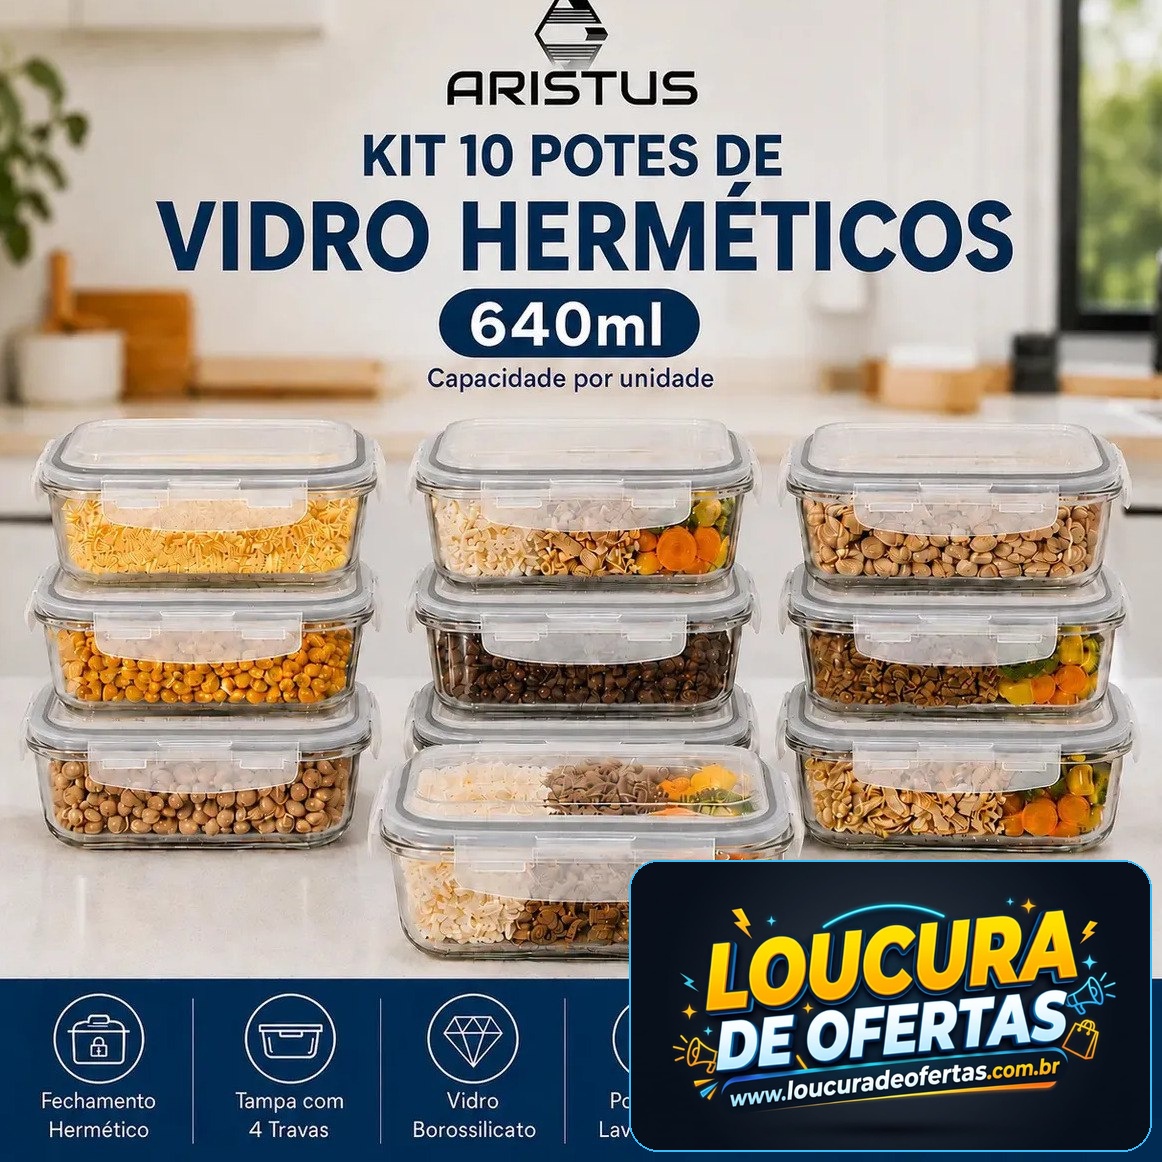 ARISTUS
KIT 10 POTES DE
VIDRO HERMÉTICOS
640ml
Capacidade por unidade
Fechamento
Hermético
Tampa com
4 Travas
Vidro
Borossilicato
LOUCURA
DE OFERTAS
www.loucuradeofertas.com.br